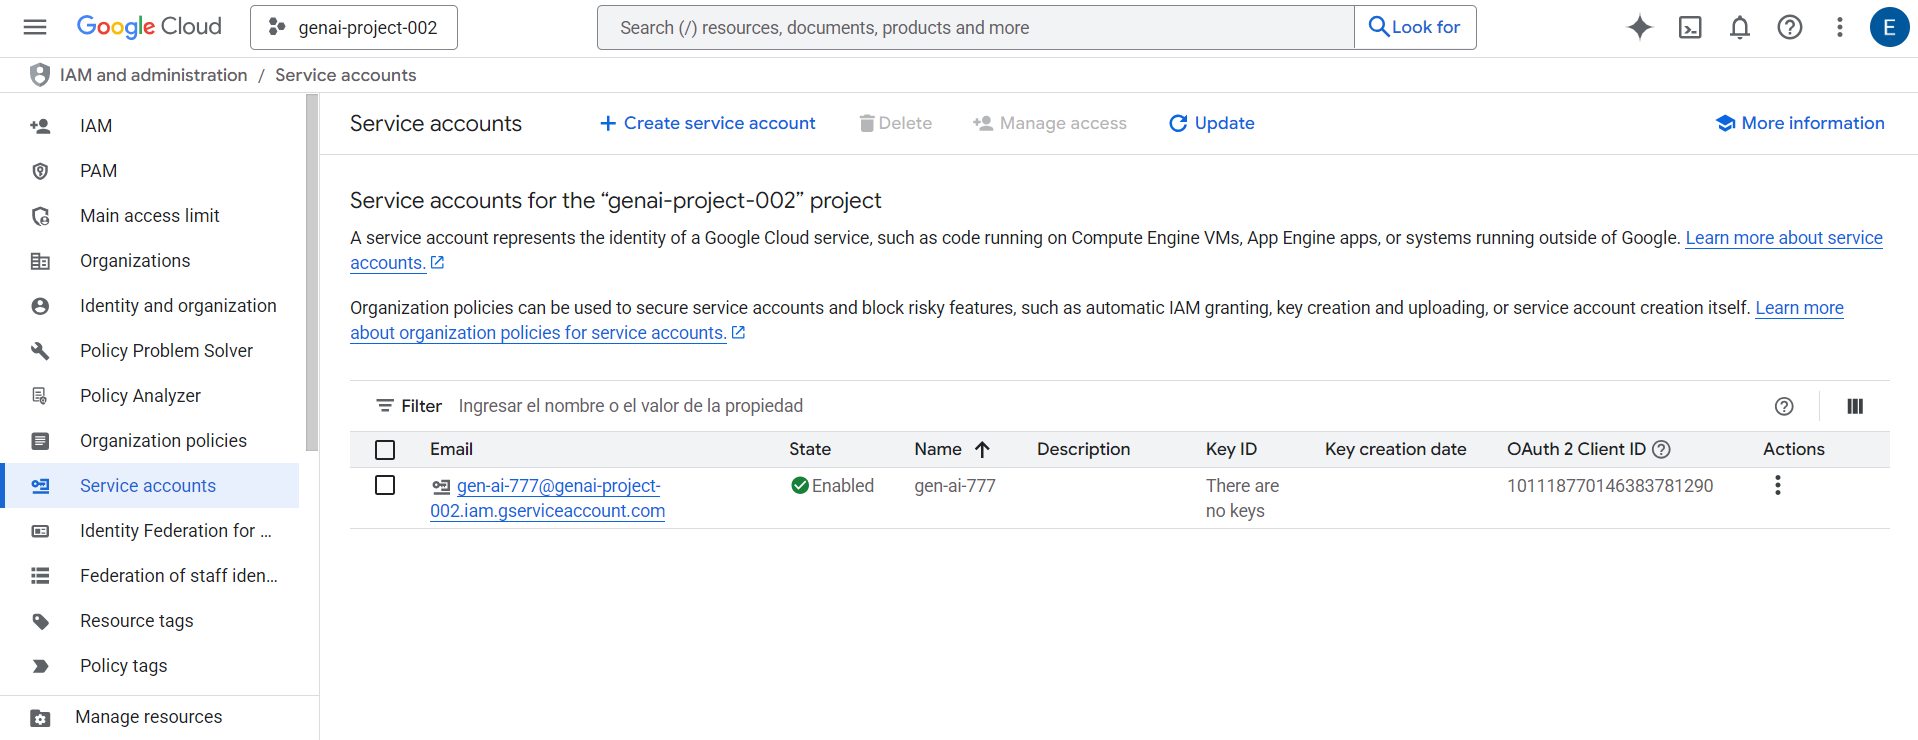 Google Cloud
genai-project-002
Search (/) resources, documents, products and more
Look for
E
IAM and administration / Service accounts
IAM
PAM
Main access limit
Organizations
Identity and organization
Policy Problem Solver
Policy Analyzer
Organization policies
Service accounts
Identity Federation for ...
Federation of staff iden...
Resource tags
Policy tags
Manage resources
Service accounts
Create service account
Delete
Manage access
Update
More information
Service accounts for the “genai-project-002” project
A service account represents the identity of a Google Cloud service, such as code running on Compute Engine VMs, App Engine apps, or systems running outside of Google. Learn more about service
accounts.
Organization policies can be used to secure service accounts and block risky features, such as automatic IAM granting, key creation and uploading, or service account creation itself. Learn more
about organization policies for service accounts.
Filter Ingresar el nombre o el valor de la propiedad
Email State Name Description Key ID Key creation date OAuth 2 Client ID Actions
gen-ai-777@genai-project- Enabled gen-ai-777 There are 101118770146383781290
002.iam.gserviceaccount.com no keys